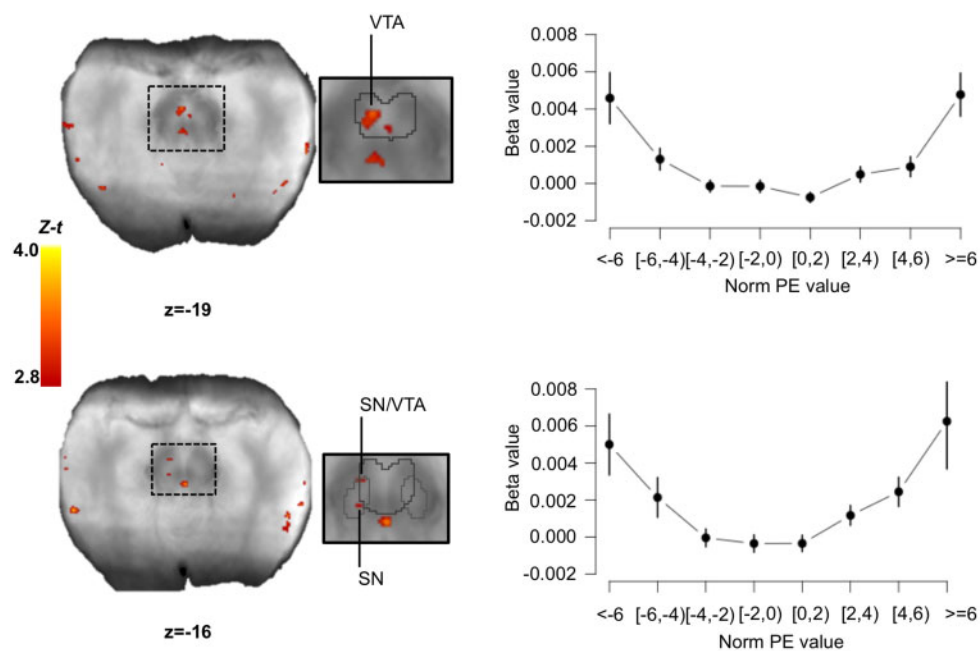 VTA
Z-t
4.0
2.8
z=-19
Beta value
0.008
0.006
0.004
0.002
0.000
-0.002
<-6 [-6,-4) [-4,-2) [-2,0) [0,2) [2,4) [4,6) >=6
Norm PE value
SN/VTA
SN
z=-16
Beta value
0.008
0.006
0.004
0.002
0.000
-0.002
<-6 [-6,-4) [-4,-2) [-2,0) [0,2) [2,4) [4,6) >=6
Norm PE value